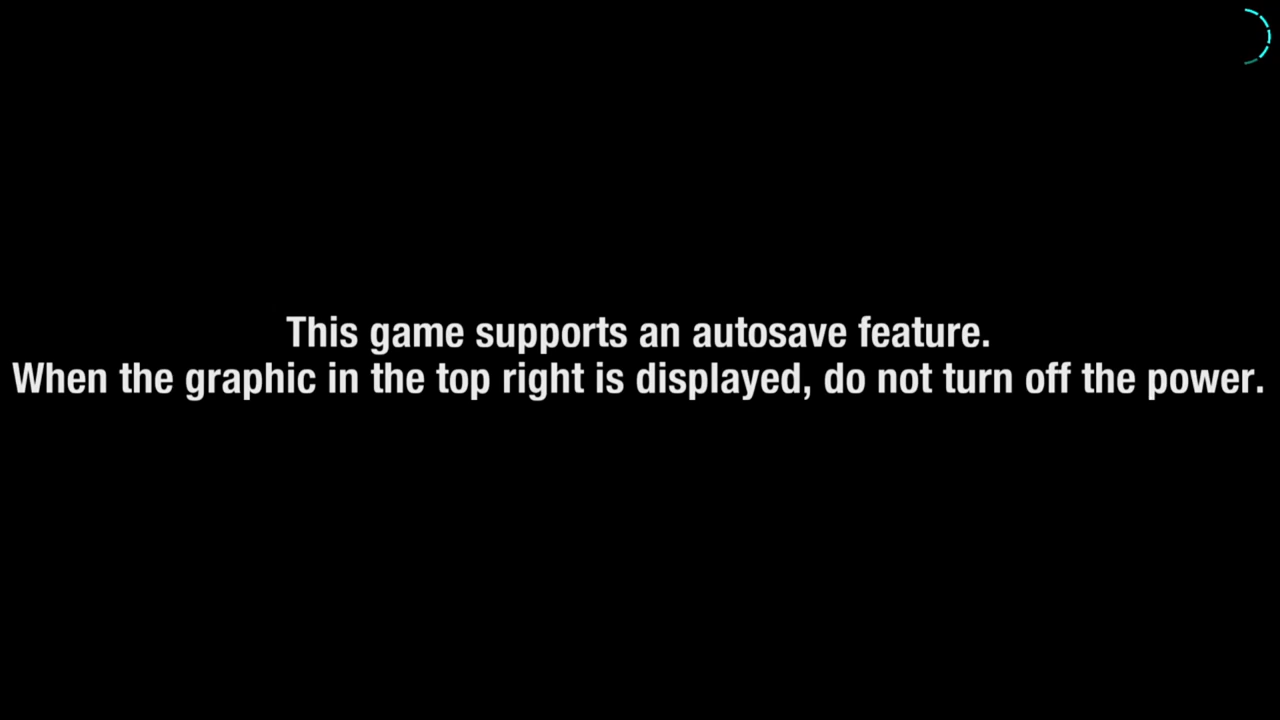 This game supports an autosave feature.
When the graphic in the top right is displayed, do not turn off the power.